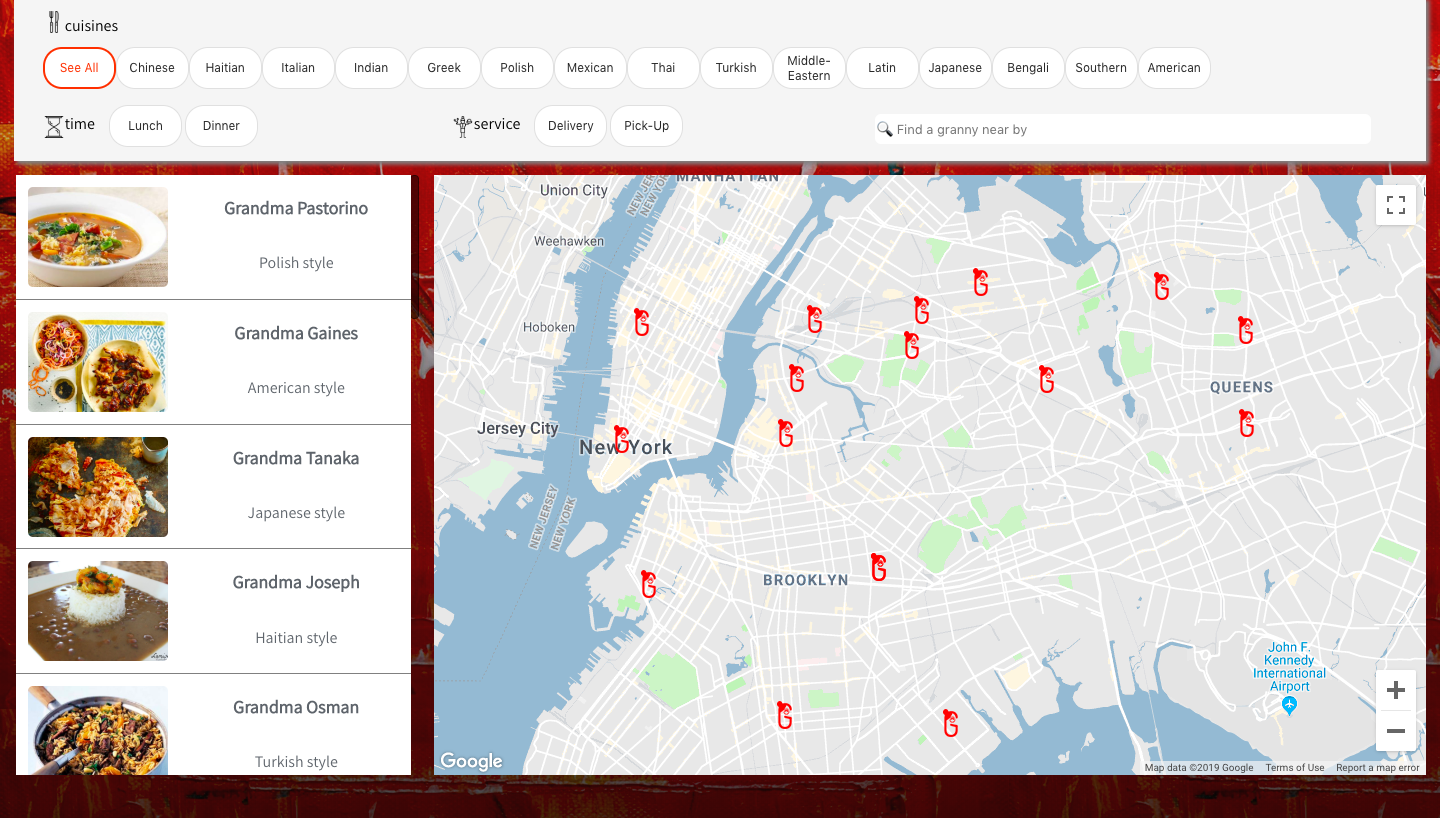 cuisines
See All
Chinese
Haitian
Italian
Indian
Greek
Polish
Mexican
Thai
Turkish
Middle-
Eastern
Latin
Japanese
Bengali
Southern
American
time
Lunch
Dinner
service
Delivery
Pick-Up
Find a granny near by
Grandma Pastorino
Polish style
Grandma Gaines
American style
Grandma Tanaka
Japanese style
Grandma Joseph
Haitian style
Grandma Osman
Turkish style
MANHATTAN
Union City
NEW JERSEY
NEW YORK
Weehawken
Hoboken
Jersey City
New York
QUEENS
NEW JERSEY
NEW YORK
BROOKLYN
John F.
Kennedy
International
Airport
Google
Map data ©2019 Google
Terms of Use
Report a map error